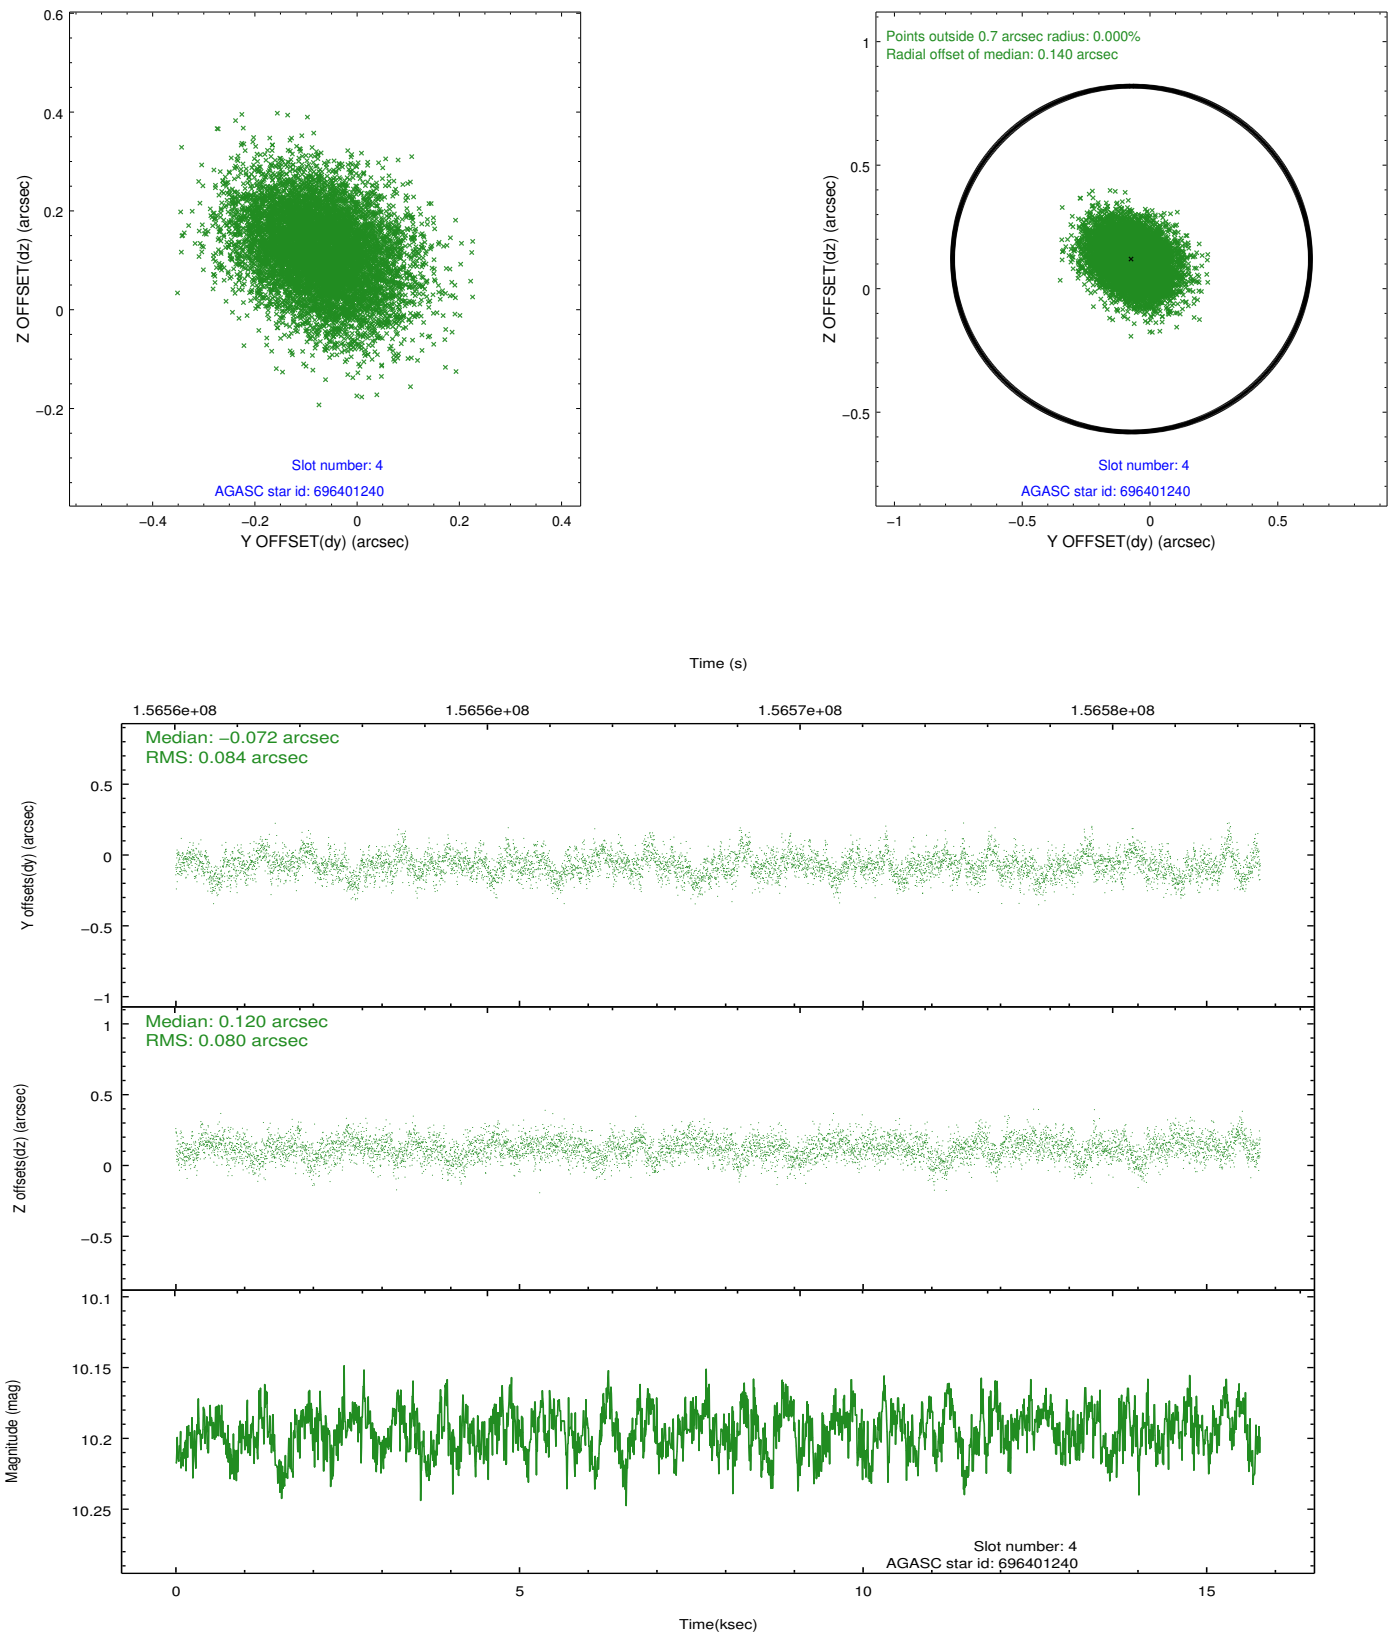 0.6
0.4
0.2
0
−0.2
Z OFFSET(dz) (arcsec)
−0.4
−0.2
0
0.2
0.4
Y OFFSET(dy) (arcsec)
Slot number: 4
AGASC star id: 696401240
Points outside 0.7 arcsec radius: 0.000%
Radial offset of median: 0.140 arcsec
1
0.5
0
−0.5
Z OFFSET(dz) (arcsec)
Slot number: 4
AGASC star id: 696401240
−1
−0.5
0
0.5
Y OFFSET(dy) (arcsec)
Time (s)
1.5656e+08
1.5656e+08
1.5657e+08
1.5658e+08
Median: −0.072 arcsec
RMS: 0.084 arcsec
0.5
0
−0.5
−1
Y offsets(dy) (arcsec)
Median: 0.120 arcsec
RMS: 0.080 arcsec
1
0.5
0
−0.5
Z offsets(dz) (arcsec)
10.1
10.15
10.2
10.25
Magnitude (mag)
Slot number: 4
AGASC star id: 696401240
0
5
10
15
Time(ksec)